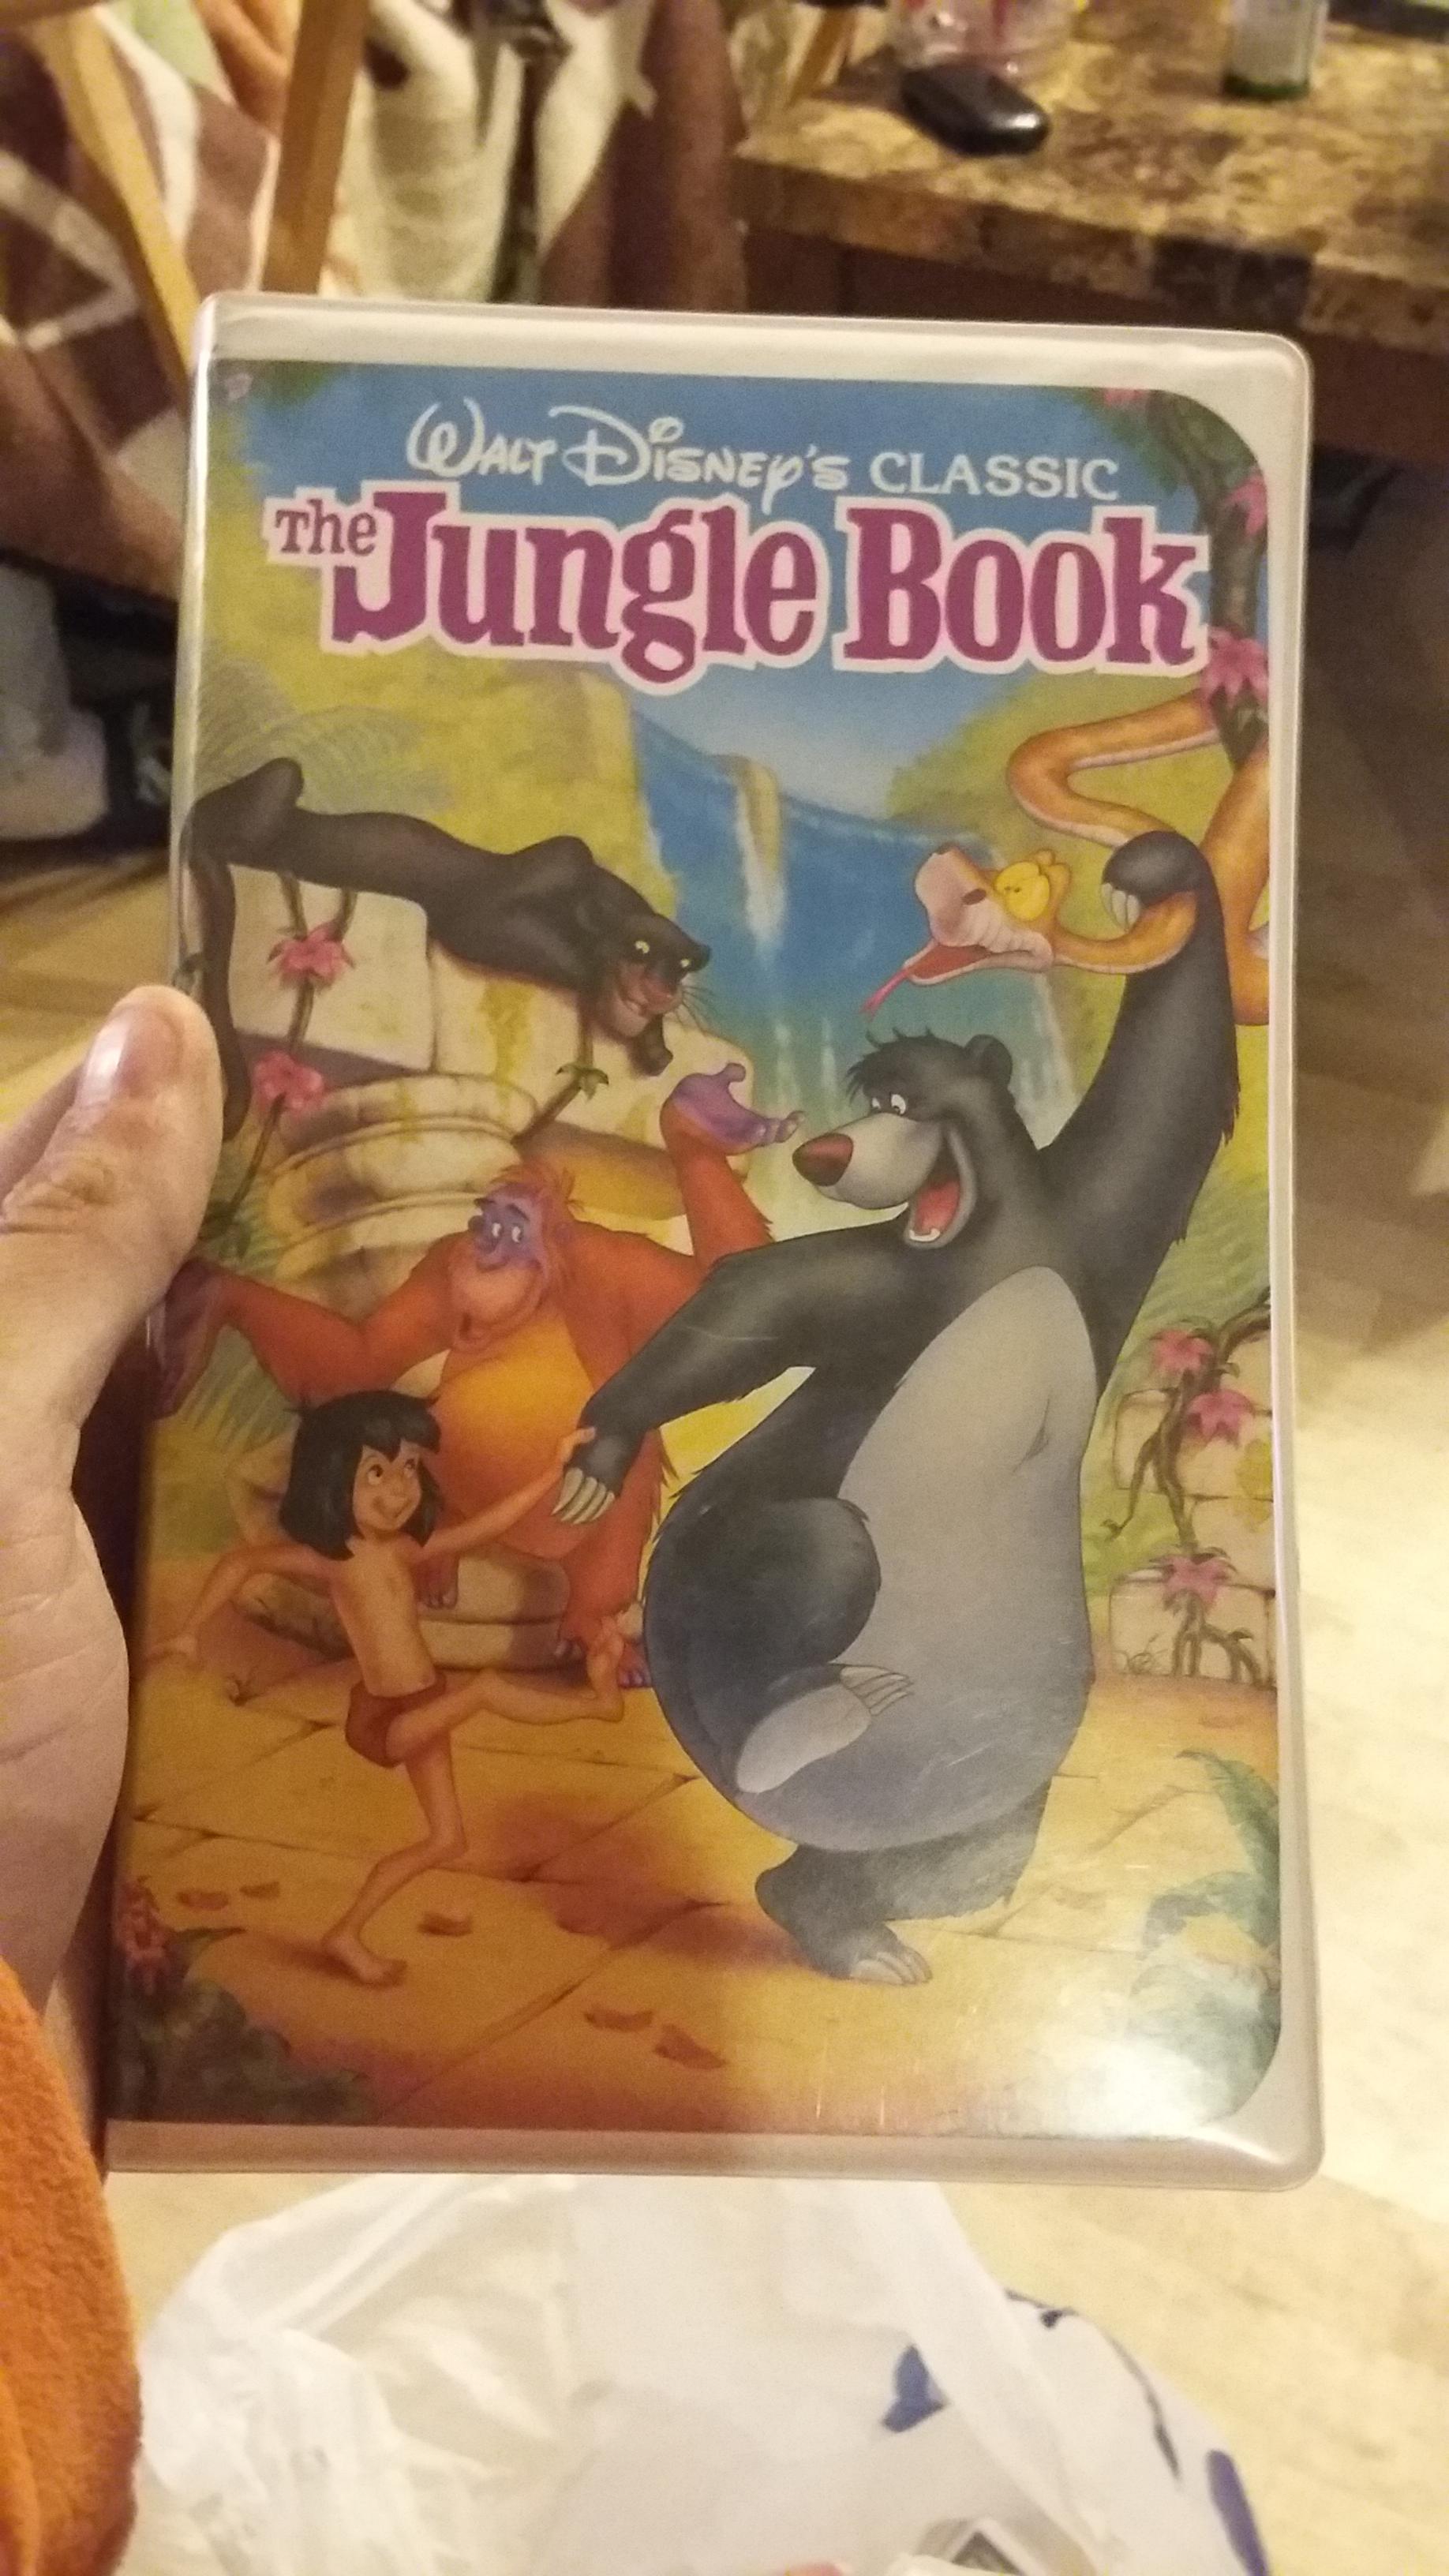 Walt Disney's CLASSIC
The Jungle Book